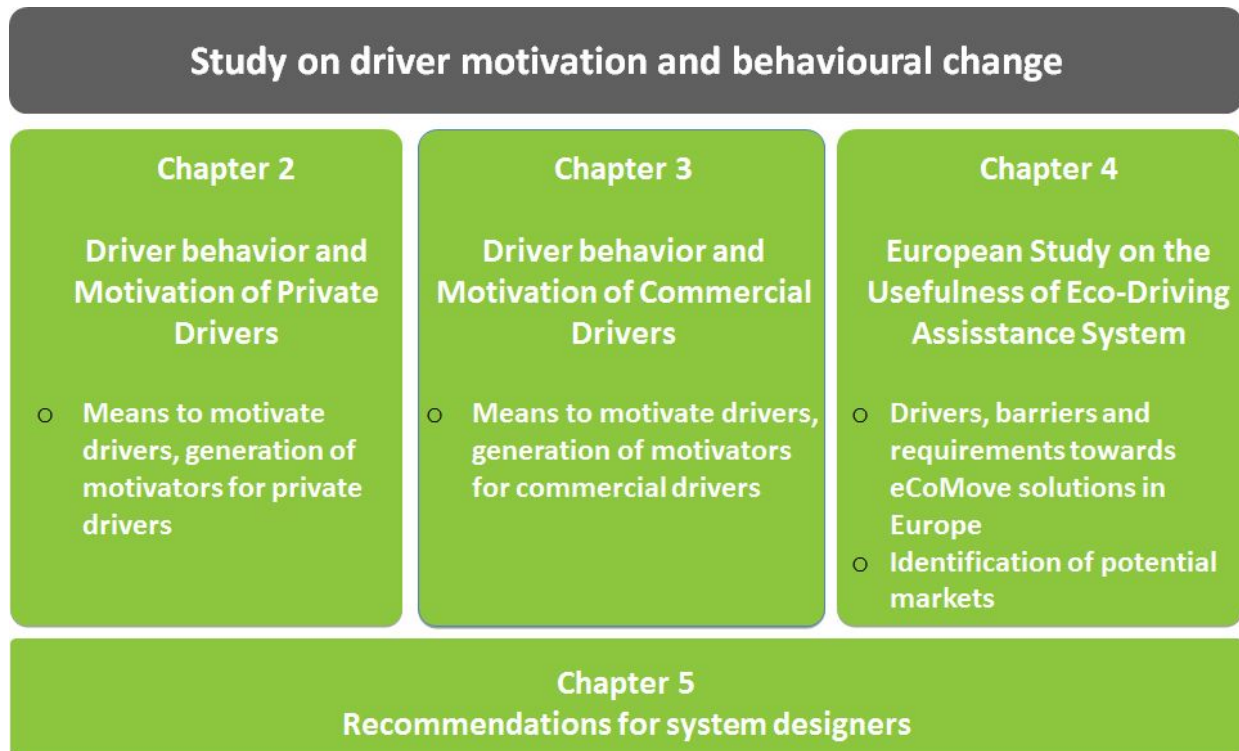 Study on driver motivation and behavioural change
Chapter 2
Driver behavior and
Motivation of Private
Drivers
o Means to motivate
drivers, generation of
motivators for private
drivers
Chapter 3
Driver behavior and
Motivation of Commercial
Drivers
o Means to motivate drivers,
generation of motivators
for commercial drivers
Chapter 4
European Study on the
Usefulness of Eco-Driving
Assisstance System
o Drivers, barriers and
requirements towards
eCoMove solutions in
Europe
o Identification of potential
markets
Chapter 5
Recommendations for system designers